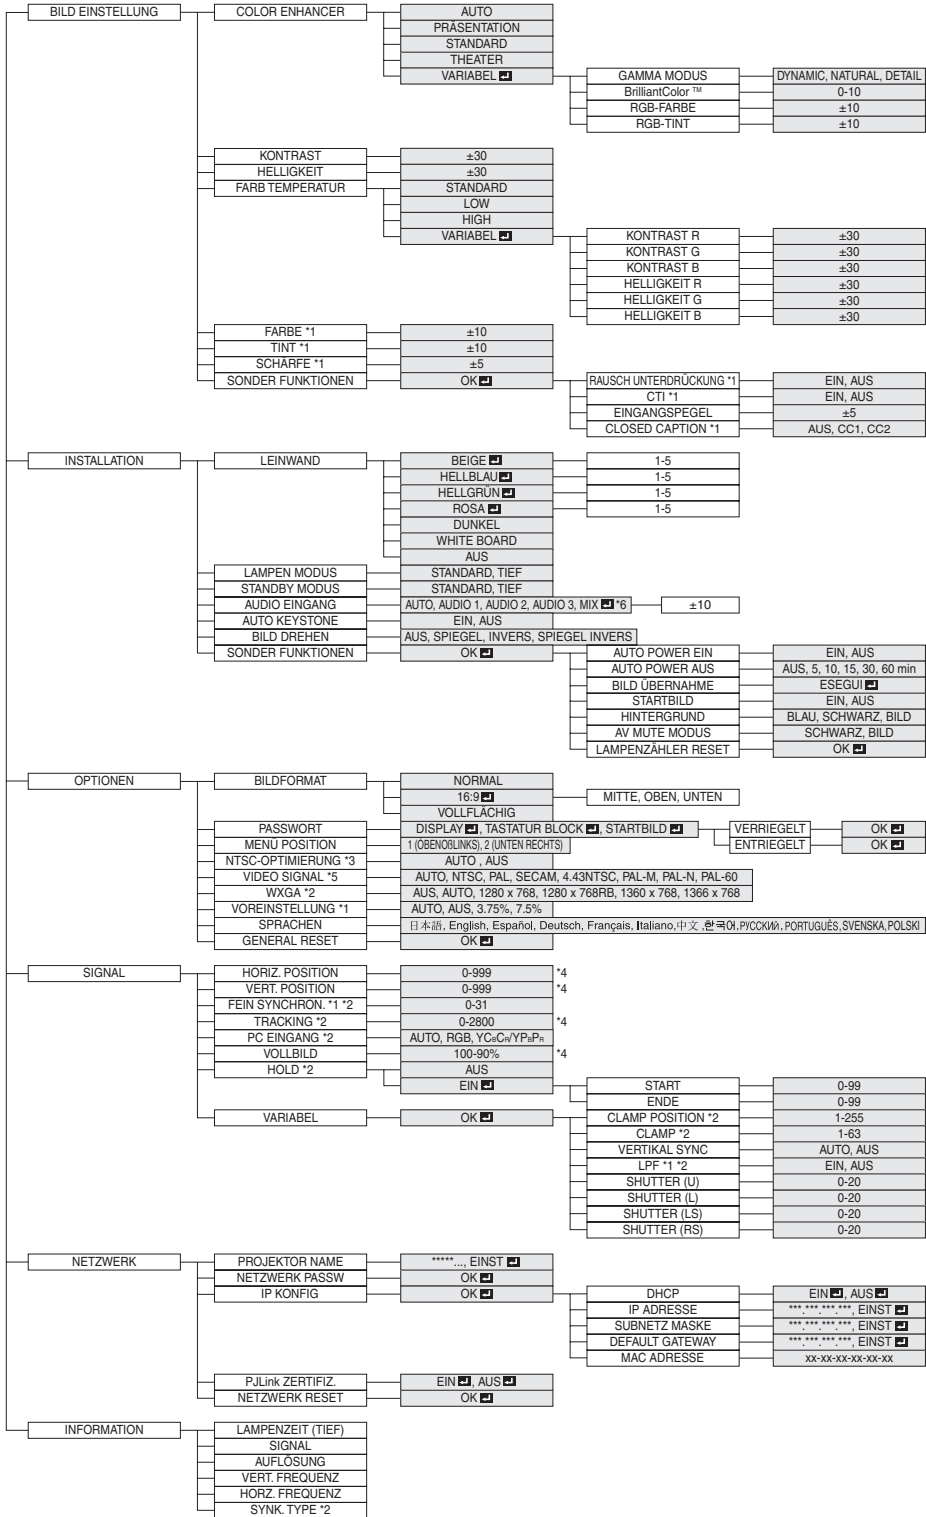 BILD EINSTELLUNG COLOR ENHANCER AUTO
PRÄSENTATION
STANDARD
THEATER
VARIABEL GAMMA MODUS DYNAMIC, NATURAL, DETAIL
BrilliantColor ™ 0-10
RGB-FARBE ±10
RGB-TINT ±10
KONTRAST ±30
HELLIGKEIT ±30
FARB TEMPERATUR STANDARD
LOW
HIGH
VARIABEL KONTRAST R ±30
KONTRAST G ±30
KONTRAST B ±30
HELLIGKEIT R ±30
HELLIGKEIT G ±30
HELLIGKEIT B ±30
FARBE *1 ±10
TINT *1 ±10
SCHÄRFE *1 ±5
SONDER FUNKTIONEN OK RAUSCH UNTERDRÜCKUNG *1 EIN, AUS
CTI *1 EIN, AUS
EINGANGSPEGEL ±5
CLOSED CAPTION *1 AUS, CC1, CC2
INSTALLATION LEINWAND BEIGE 1-5
HELLBLAU 1-5
HELLGRÜN 1-5
ROSA 1-5
DUNKEL
WHITE BOARD
AUS
LAMPEN MODUS STANDARD, TIEF
STANDBY MODUS STANDARD, TIEF
AUDIO EINGANG AUTO, AUDIO 1, AUDIO 2, AUDIO 3, MIX *6 ±10
AUTO KEYSTONE EIN, AUS
BILD DREHEN AUS, SPIEGEL, INVERS, SPIEGEL INVERS
SONDER FUNKTIONEN OK AUTO POWER EIN EIN, AUS
AUTO POWER AUS AUS, 5, 10, 15, 30, 60 min
BILD ÜBERNAHME ESEGUI
STARTBILD EIN, AUS
HINTERGRUND BLAU, SCHWARZ, BILD
AV MUTE MODUS SCHWARZ, BILD
LAMPENZÄHLER RESET OK
OPTIONEN BILDFORMAT NORMAL
16:9 MITTE, OBEN, UNTEN
VOLLFLÄCHIG
PASSWORT DISPLAY , TASTATUR BLOCK , STARTBILD VERRIEGELT OK
MENÜ POSITION 1 (ÓBENOßLINKS), 2 (UNTEN RECHTS) ENTRIEGELT OK
NTSC-OPTIMIERUNG *3 AUTO , AUS
VIDEO SIGNAL *5 AUTO, NTSC, PAL, SECAM, 4.43NTSC, PAL-M, PAL-N, PAL-60
WXGA *2 AUS, AUTO, 1280 x 768, 1280 x 768RB, 1360 x 768, 1366 x 768
VOREINSTELLUNG *1 AUTO, AUS, 3.75%, 7.5%
SPRACHEN 日本語, English, Español, Deutsch, Français, Italiano,中文 ,한국어,РУССКИЙ, PORTUGUÊS, SVENSKA, POLSKI
GENERAL RESET OK
SIGNAL HORIZ. POSITION 0-999 *4
VERT. POSITION 0-999 *4
FEIN SYNCHRON. *1 *2 0-31
TRACKING *2 0-2800 *4
PC EINGANG *2 AUTO, RGB, YCBCR/YPBPR
VOLLBILD 100-90% *4
HOLD *2 AUS
EIN START 0-99
ENDE 0-99
VARIABEL OK CLAMP POSITION *2 1-255
CLAMP *2 1-63
VERTIKAL SYNC AUTO, AUS
LPF *1 *2 EIN, AUS
SHUTTER (U) 0-20
SHUTTER (L) 0-20
SHUTTER (LS) 0-20
SHUTTER (RS) 0-20
NETZWERK PROJEKTOR NAME *****..., EINST
NETZWERK PASSW OK
IP KONFIG OK DHCP EIN , AUS
IP ADRESSE ***.***.***.***, EINST
SUBNETZ MASKE ***.***.***.***, EINST
DEFAULT GATEWAY ***.***.***.***, EINST
MAC ADRESSE xx-xx-xx-xx-xx-xx
PJLink ZERTIFIZ. EIN , AUS
NETZWERK RESET OK
INFORMATION LAMPENZEIT (TIEF)
SIGNAL
AUFLÖSUNG
VERT. FREQUENZ
HORZ. FREQUENZ
SYNK. TYPE *2